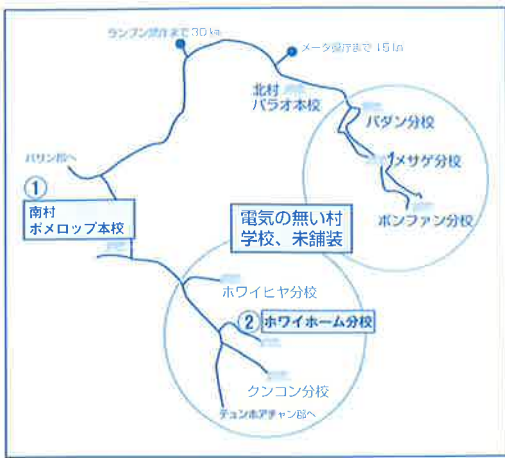 ランプン県庁まで30km
メータ県庁まで15km
北村
パラオ本校
バダン分校
メサゲ分校
ポンファン分校
バサン郡へ
①
南村
ポメロップ本校
電気の無い村
学校、未舗装
ホワイヒヤ分校
② ホワイホーム分校
クンコン分校
テュンホアチャン郡へ